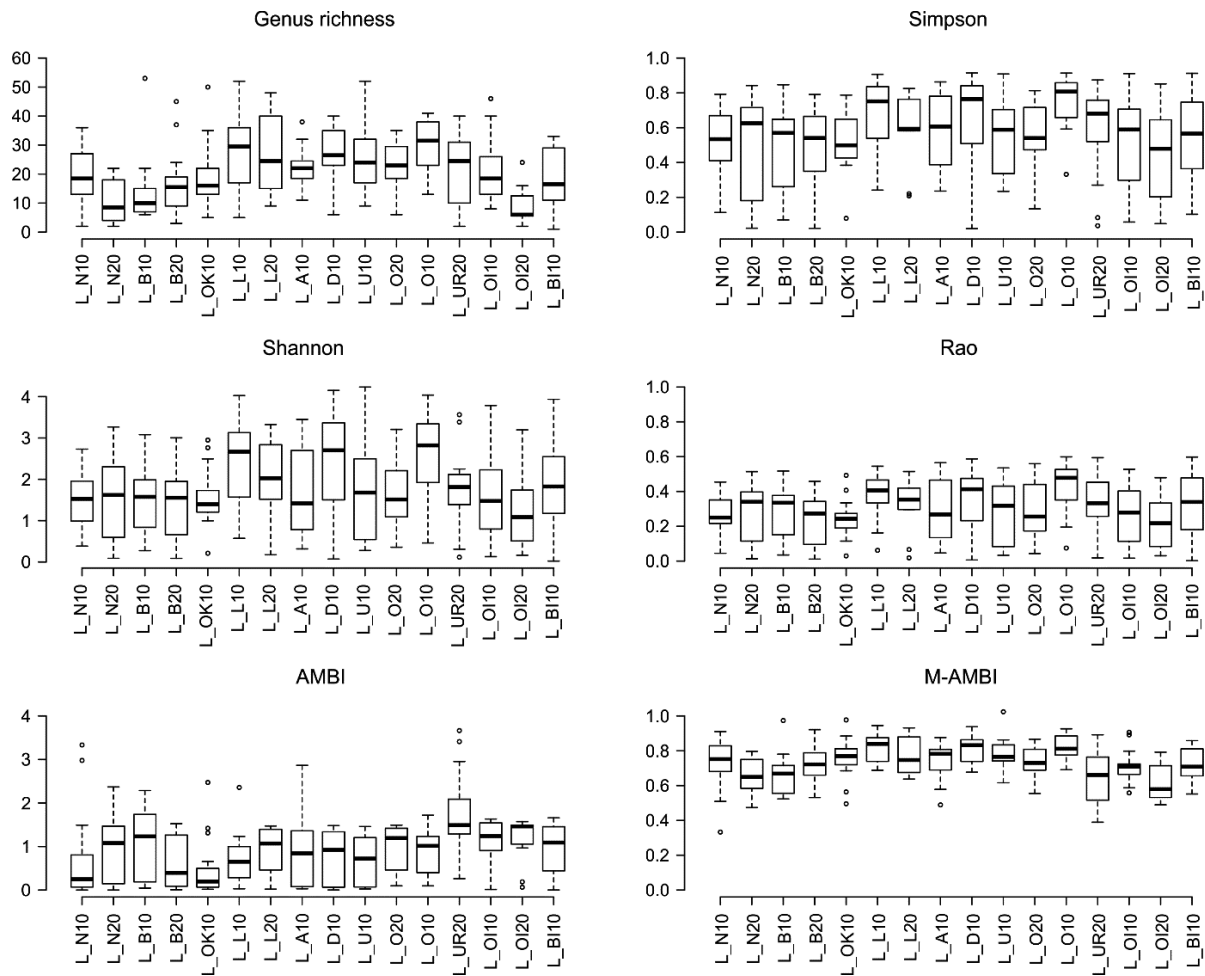 Genus richness
60
50
40
30
20
10
0
L_N10
L_N20
L_B10
L_B20
L_OK10
L_L10
L_L20
L_A10
L_D10
L_U10
L_O20
L_O10
L_UR20
L_OI10
L_OI20
L_BI10
Simpson
1.0
0.8
0.6
0.4
0.2
0.0
L_N10
L_N20
L_B10
L_B20
L_OK10
L_L10
L_L20
L_A10
L_D10
L_U10
L_O20
L_O10
L_UR20
L_OI10
L_OI20
L_BI10
Shannon
4
3
2
1
0
L_N10
L_N20
L_B10
L_B20
L_OK10
L_L10
L_L20
L_A10
L_D10
L_U10
L_O20
L_O10
L_UR20
L_OI10
L_OI20
L_BI10
Rao
1.0
0.8
0.6
0.4
0.2
0.0
L_N10
L_N20
L_B10
L_B20
L_OK10
L_L10
L_L20
L_A10
L_D10
L_U10
L_O20
L_O10
L_UR20
L_OI10
L_OI20
L_BI10
AMBI
4
3
2
1
0
L_N10
L_N20
L_B10
L_B20
L_OK10
L_L10
L_L20
L_A10
L_D10
L_U10
L_O20
L_O10
L_UR20
L_OI10
L_OI20
L_BI10
M-AMBI
1.0
0.8
0.6
0.4
0.2
0.0
L_N10
L_N20
L_B10
L_B20
L_OK10
L_L10
L_L20
L_A10
L_D10
L_U10
L_O20
L_O10
L_UR20
L_OI10
L_OI20
L_BI10